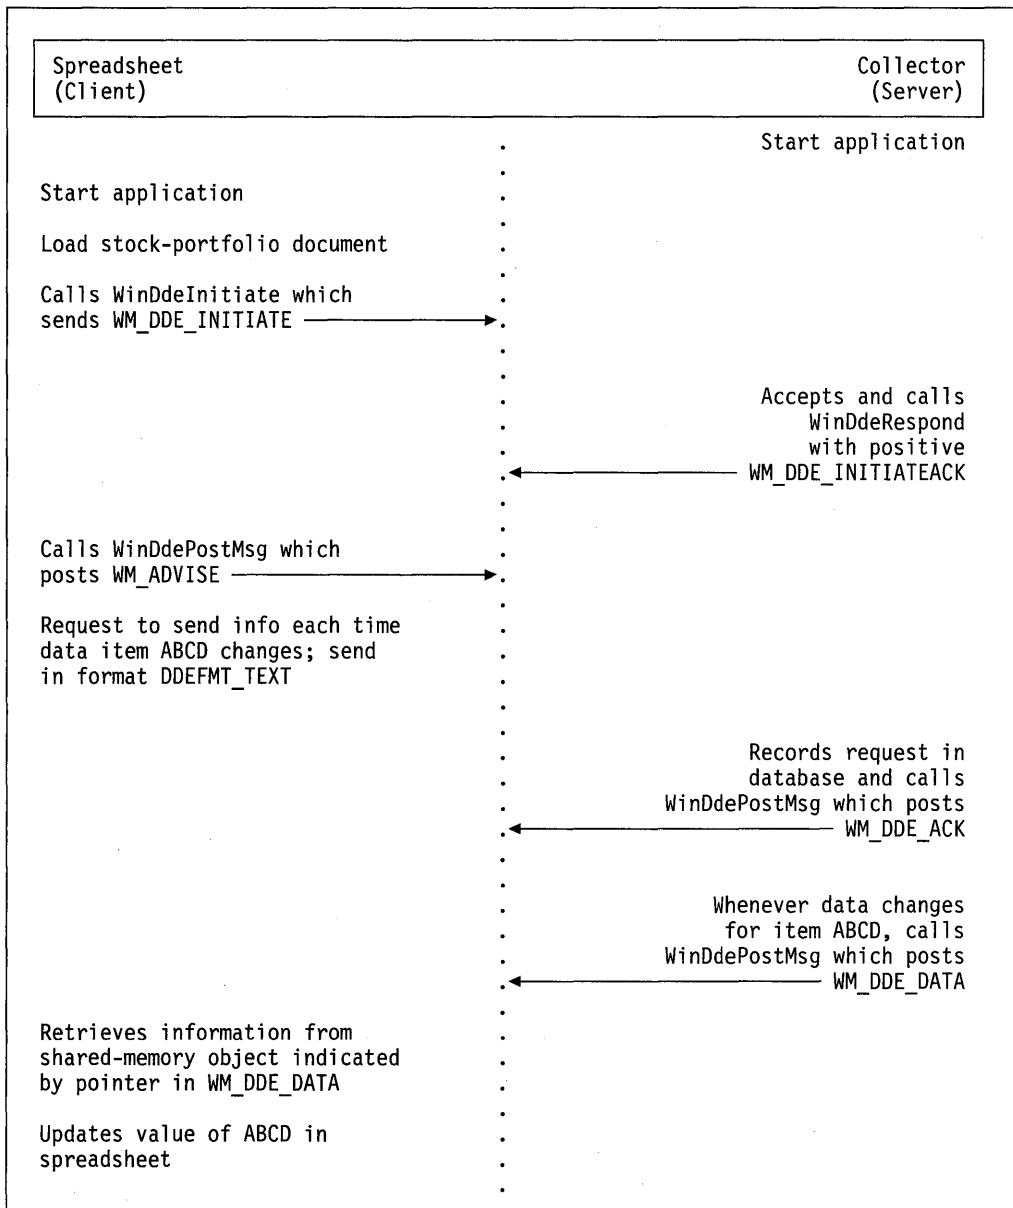 Spreadsheet
(Client)
Collector
(Server)
Start application
Start application
Load stock-portfolio document
Calls WinDdeInitiate which
sends WM_DDE_INITIATE
Accepts and calls
WinDdeRespond
with positive
WM_DDE_INITIATEACK
Calls WinDdePostMsg which
posts WM_ADVISE
Request to send info each time
data item ABCD changes; send
in format DDEFMT_TEXT
Records request in
database and calls
WinDdePostMsg which posts
WM_DDE_ACK
Whenever data changes
for item ABCD, calls
WinDdePostMsg which posts
WM_DDE_DATA
Retrieves information from
shared-memory object indicated
by pointer in WM_DDE_DATA
Updates value of ABCD in
spreadsheet